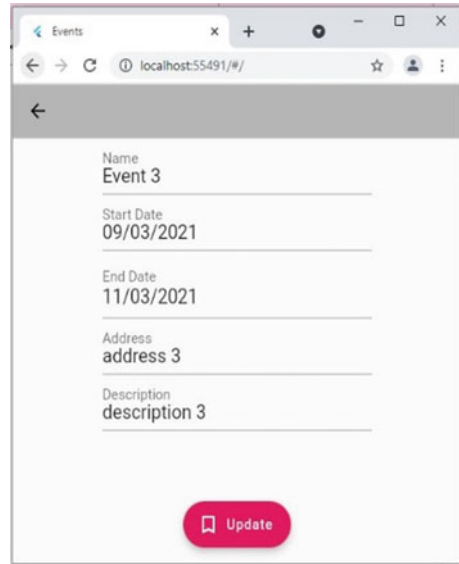 Events
localhost:55491/#/
Name
Event 3
Start Date
09/03/2021
End Date
11/03/2021
Address
address 3
Description
description 3
Update